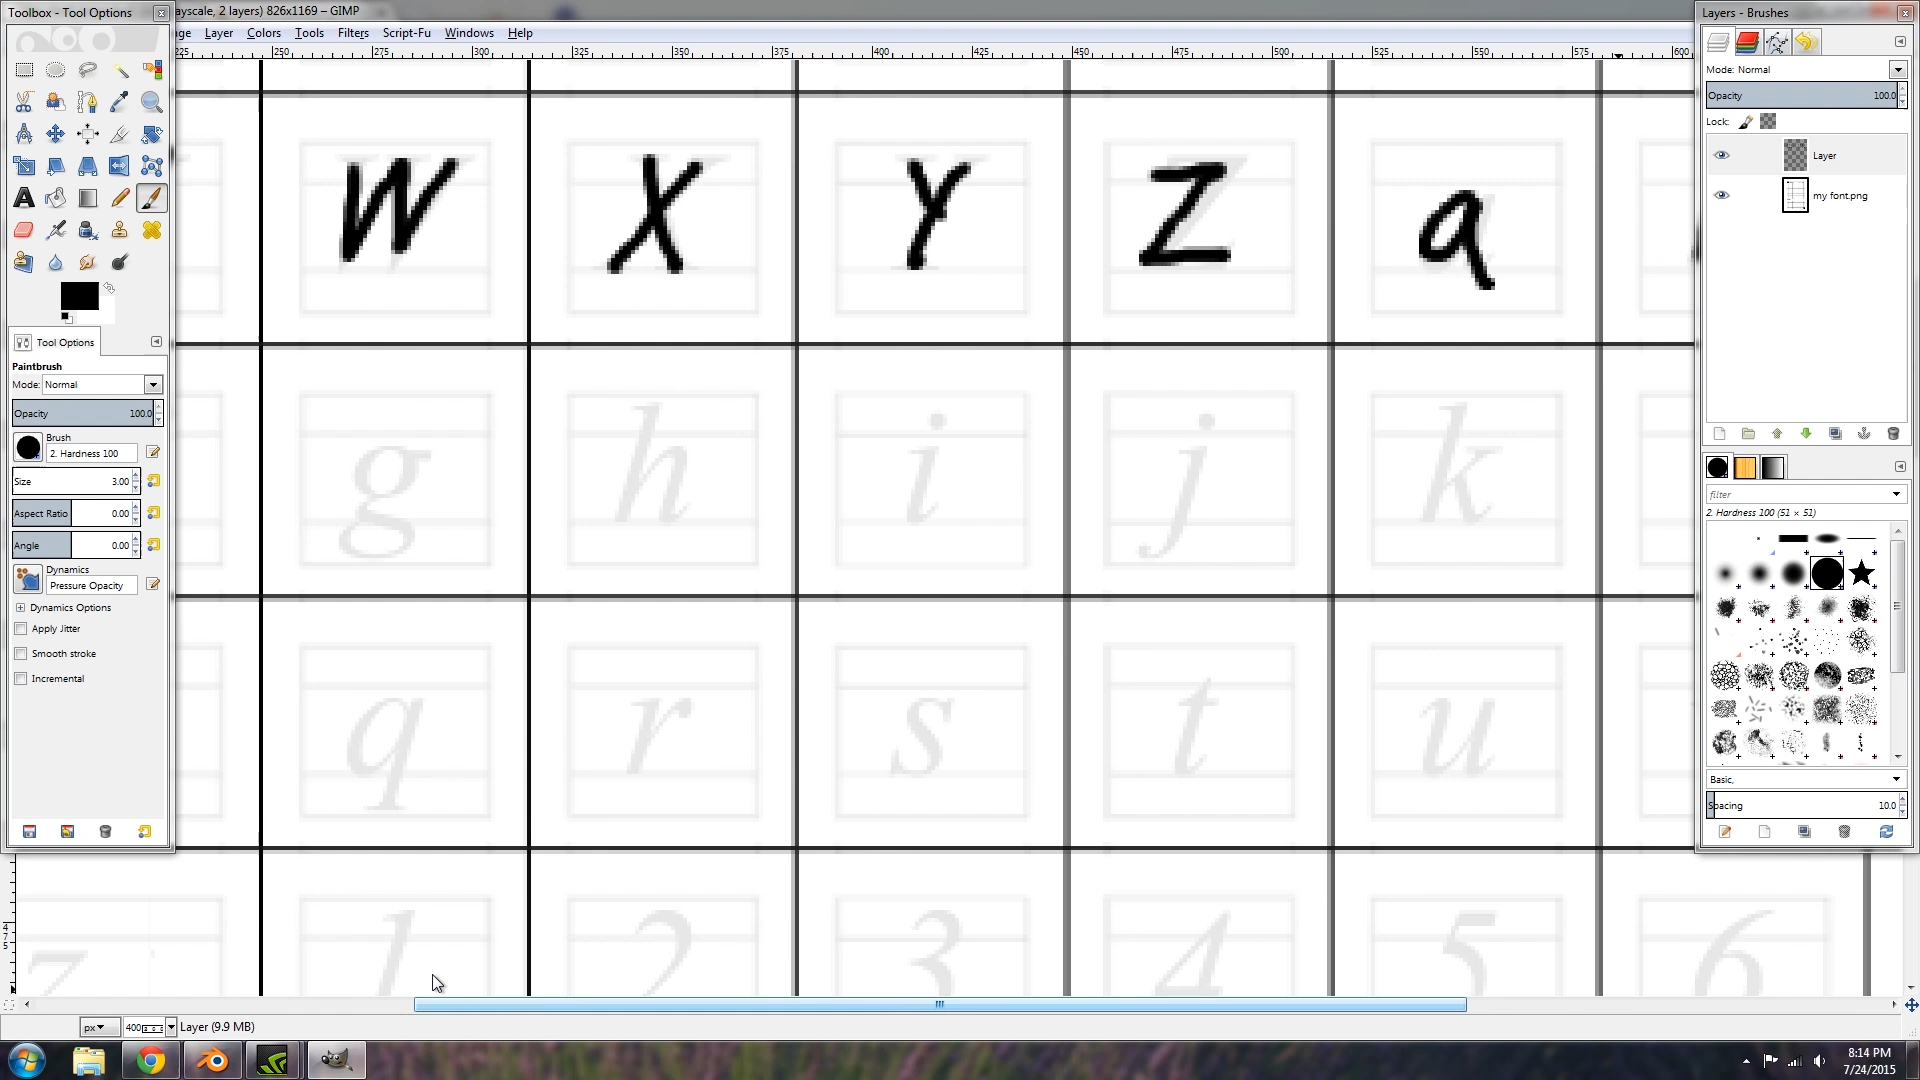 Toolbox - Tool Options
ayscale, 2 layers) 826x1169 – GIMP
Layers - Brushes
ge Layer Colors Tools Filters Script-Fu Windows Help
225 250 275 300 325 350 375 400 425 450 475 500 525 550 575 600
Mode: Normal
Opacity 100.0
Lock:
Layer
my font.png
W X Y Z a
Tool Options
Paintbrush
Mode: Normal
Opacity 100.0
Brush
2. Hardness 100
Size 3.00
Aspect Ratio 0.00
Angle 0.00
Dynamics
Pressure Opacity
Dynamics Options
Apply Jitter
Smooth stroke
Incremental
g h i j k
filter
2. Hardness 100 (51 × 51)
q r s t u
Basic,
Spacing 10.0
z 1 2 3 4 5 6
475
px 400 Layer (9.9 MB)
8:14 PM
7/24/2015